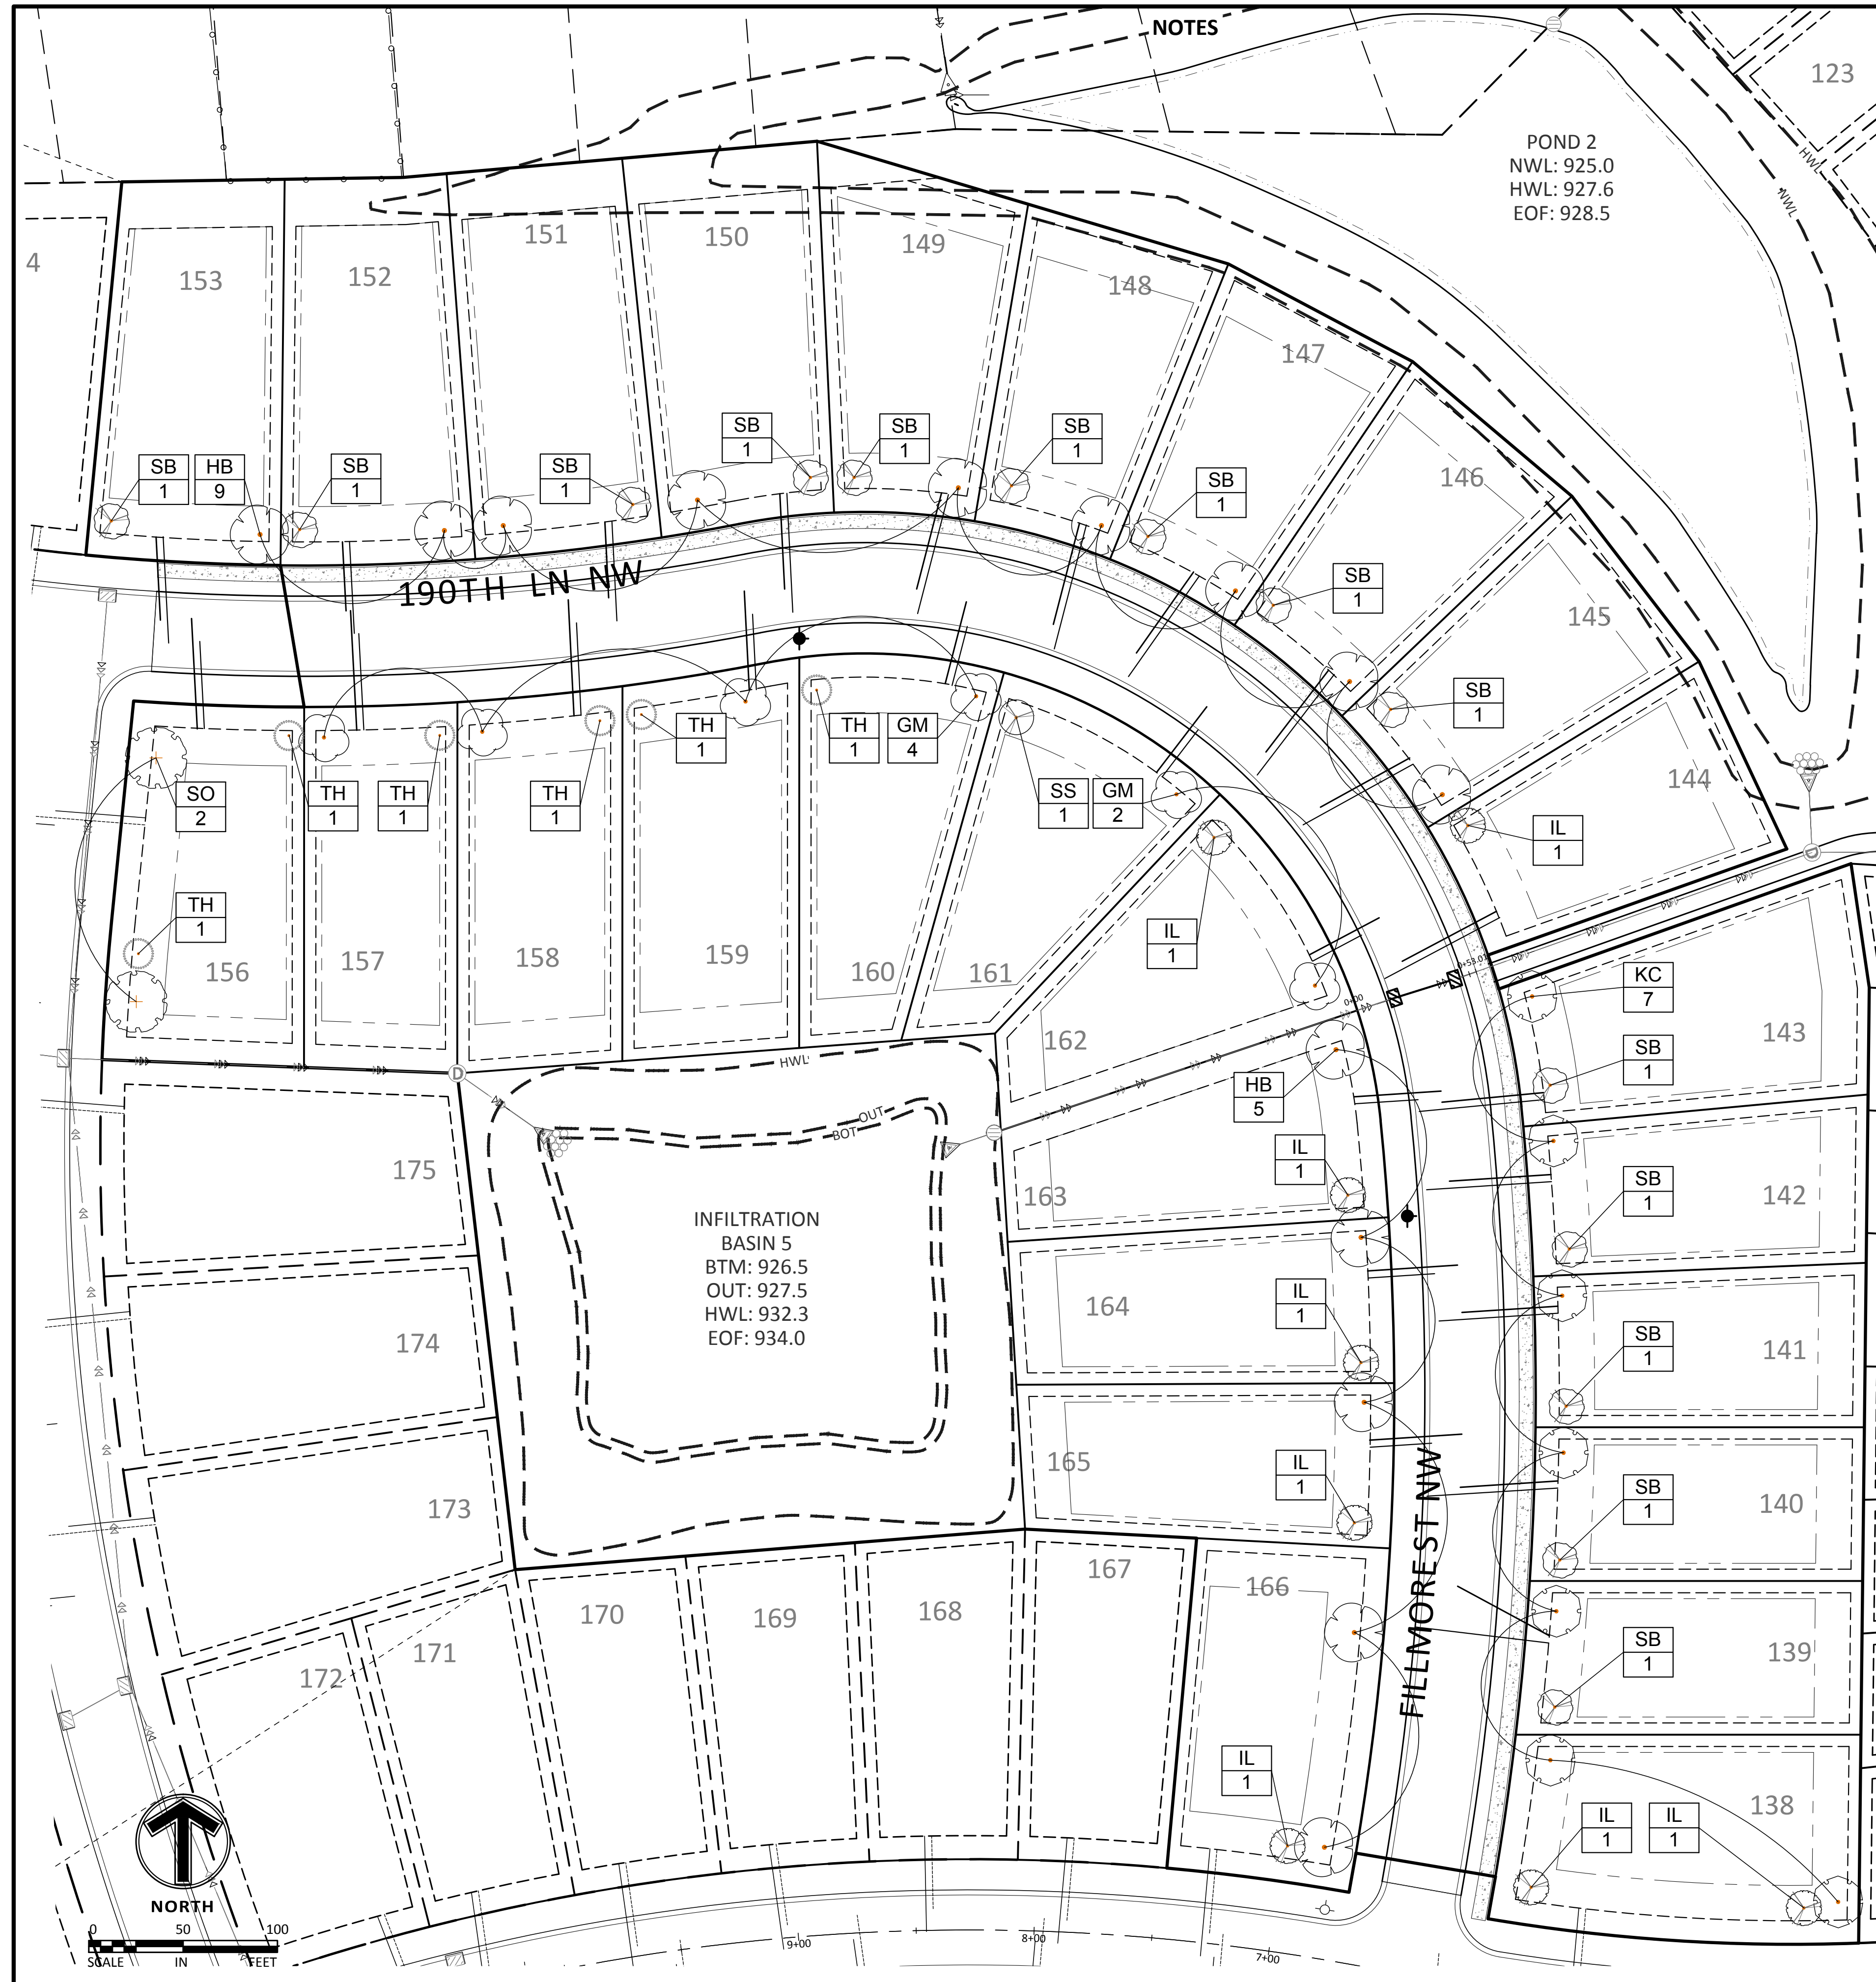 NOTES
123
POND 2
NWL: 925.0
HWL: 927.6
EOF: 928.5
HWL
NWL
4
153
152
151
150
149
148
147
146
145
144
SB
1
HB
9
SB
1
SB
1
SB
1
SB
1
SB
1
SB
1
SB
1
SB
1
IL
1
190TH LN NW
SO
2
TH
1
TH
1
TH
1
TH
1
TH
1
GM
4
SS
1
GM
2
TH
1
IL
1
156
157
158
159
160
161
162
0+00
0+53.01
D
D
KC
7
143
SB
1
HWL
OUT
BOT
HB
5
IL
1
163
SB
1
142
175
INFILTRATION
BASIN 5
BTM: 926.5
OUT: 927.5
HWL: 932.3
EOF: 934.0
164
IL
1
SB
1
141
174
165
IL
1
SB
1
140
173
FILMOREST NW
167
166
170
169
168
171
172
SB
1
139
IL
1
IL
1
IL
1
138
NORTH
0 50 100
SCALE IN FEET
9+00
8+00
7+00